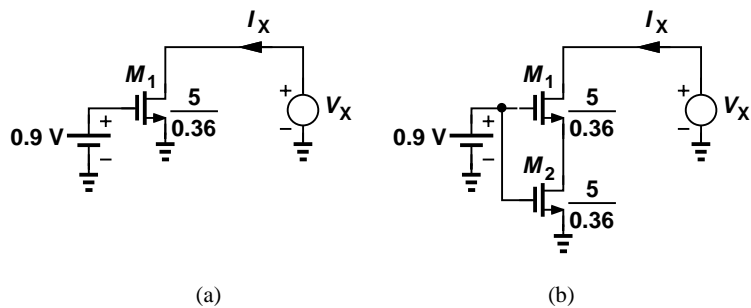 I_X
M_1
5
0.36
+
−
V_X
0.9 V
+
−
(a)
I_X
M_1
5
0.36
+
−
V_X
0.9 V
+
−
M_2
5
0.36
(b)